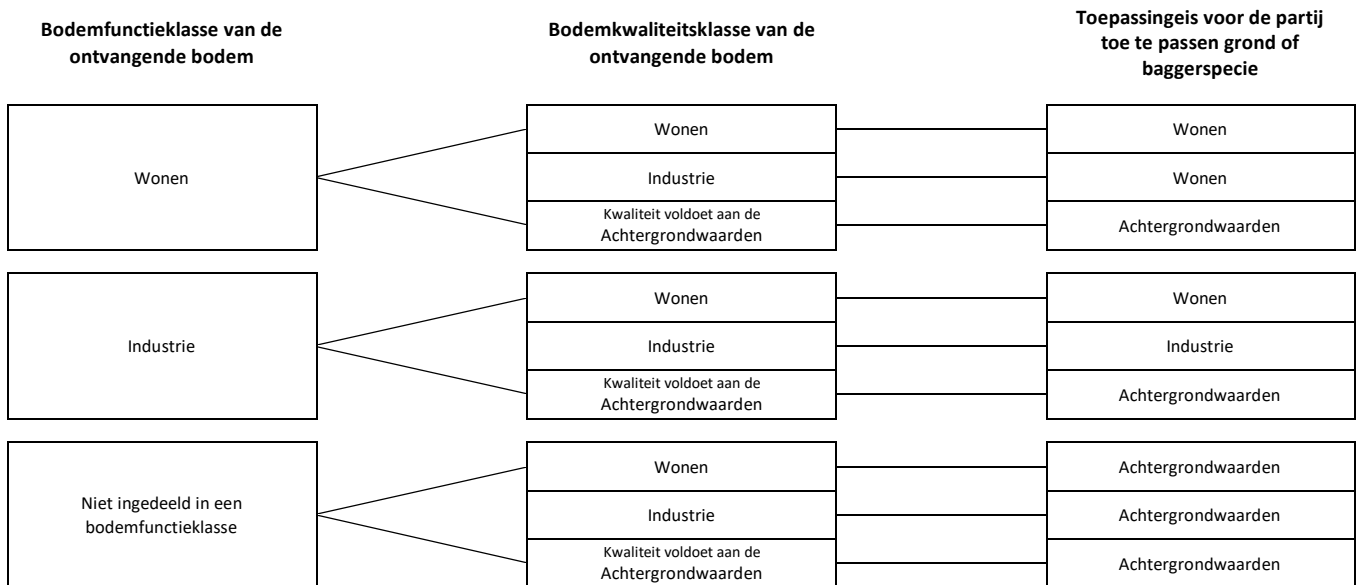 Bodemfunctieklasse van de
ontvangende bodem
Bodemkwaliteitsklasse van de
ontvangende bodem
Toepassingeis voor de partij
toe te passen grond of
baggerspecie
Wonen
Wonen
Wonen
Industrie
Wonen
Kwaliteit voldoet aan de
Achtergrondwaarden
Achtergrondwaarden
Industrie
Wonen
Wonen
Industrie
Industrie
Kwaliteit voldoet aan de
Achtergrondwaarden
Achtergrondwaarden
Niet ingedeeld in een
bodemfunctieklasse
Wonen
Achtergrondwaarden
Industrie
Achtergrondwaarden
Kwaliteit voldoet aan de
Achtergrondwaarden
Achtergrondwaarden